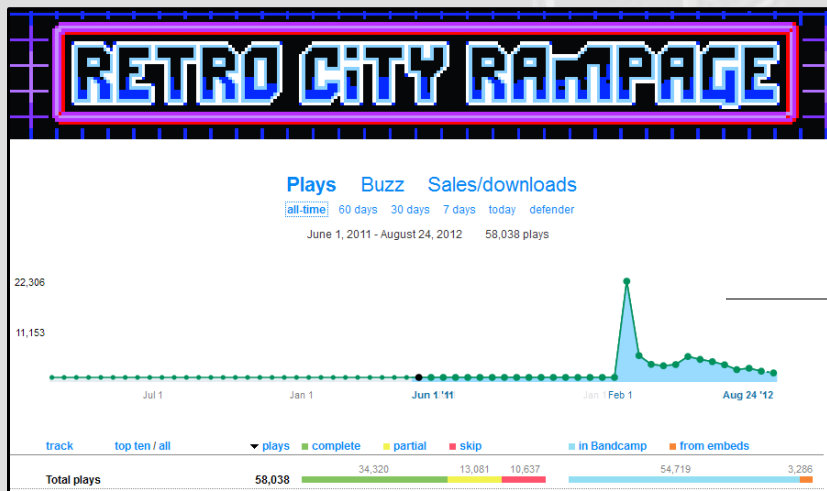 RETRO CiTY RAMPAGE
Plays Buzz Sales/downloads
all-time 60 days 30 days 7 days today defender
June 1, 2011 - August 24, 2012 58,038 plays
22,306
11,153
Jul 1 Jan 1 Jun 1 '11 Jan 1 Feb 1 Aug 24 '12
track top ten / all plays complete partial skip in Bandcamp from embeds
34,320 13,081 10,637 54,719 3,286
Total plays 58,038